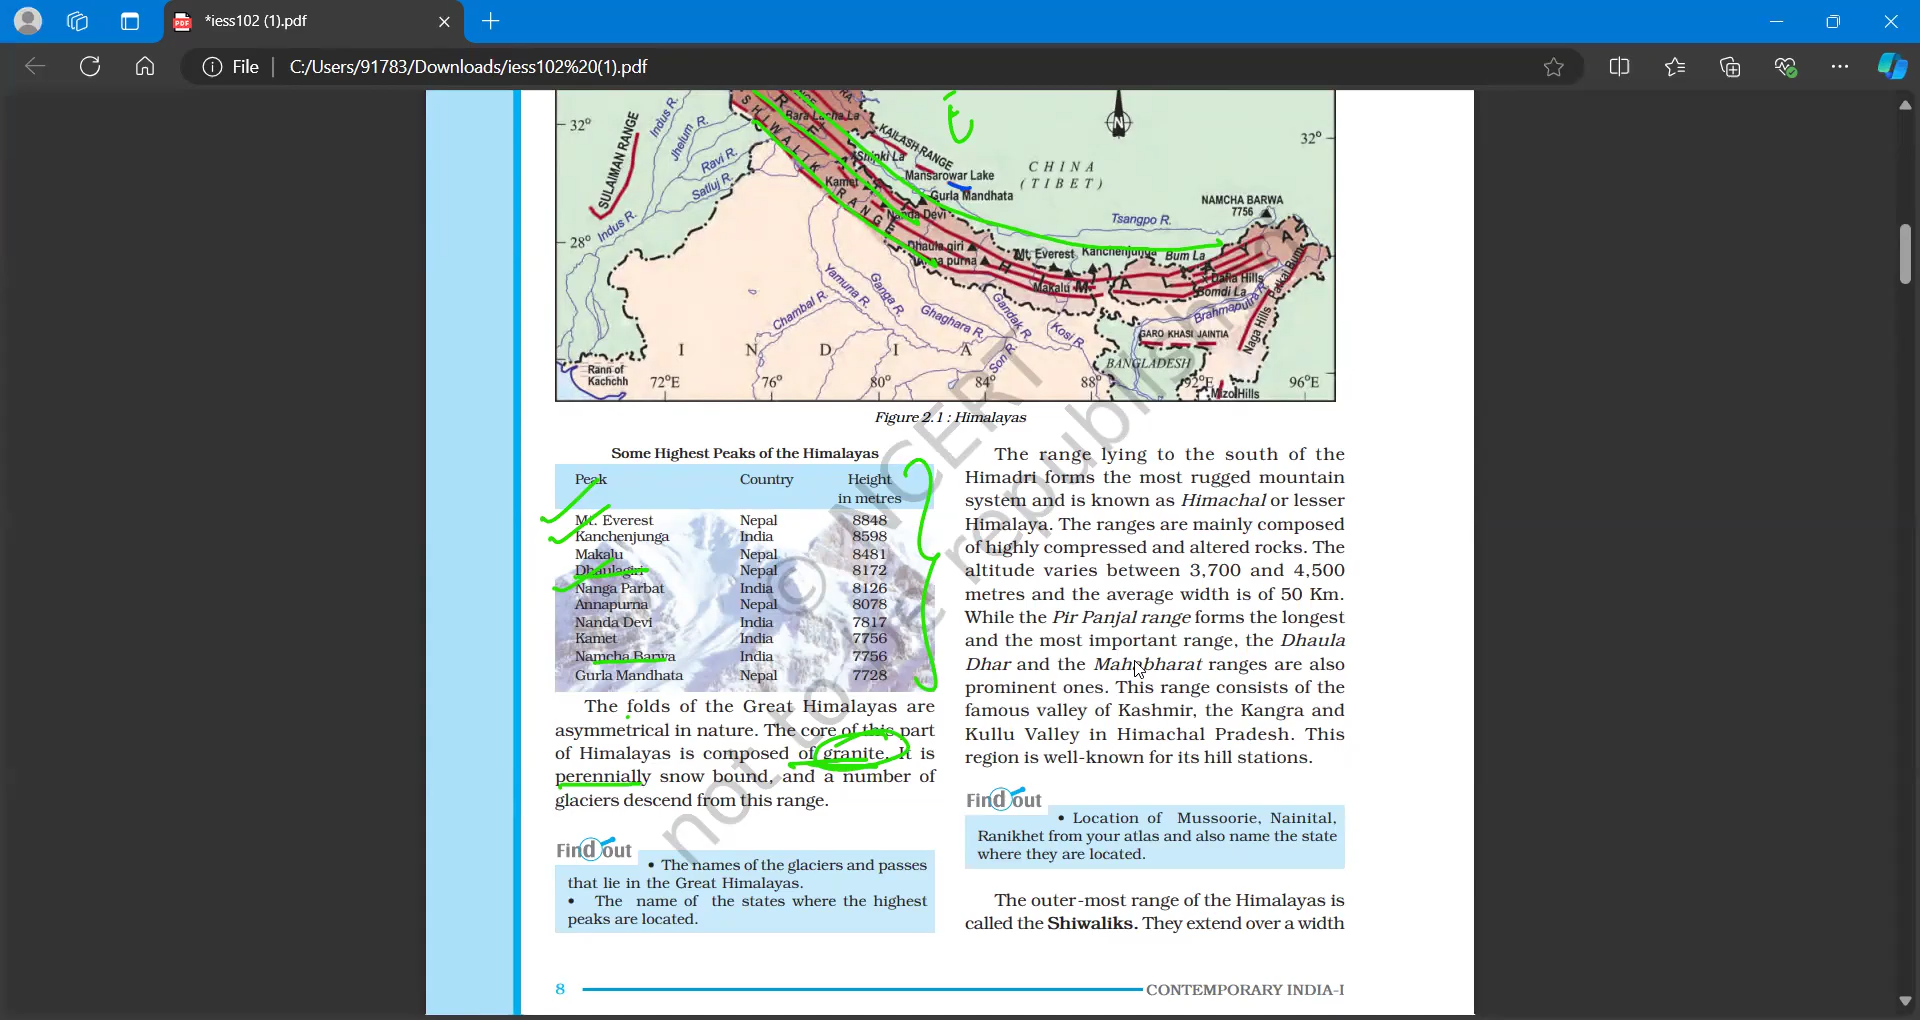 *iess102 (1).pdf
File
C:/Users/91783/Downloads/iess102%20(1).pdf
32°
SULAIMAN RANGE
Indus R.
Jhelum R.
Ravi R.
Satluj R.
Indus R.
28°
SHIWALIK RANGE
Bara Lacha La
Shipki La
KAILASH RANGE
Mansarowar Lake
Gurla Mandhata
Kamet
Nanda Devi
N
CHINA
(TIBET)
32°
NAMCHA BARWA
7756
Tsangpo R.
Dhaula giri
Mt. Everest
Kanchenjunga
Bum La
Makalu
Dafla Hills
Bomdi La
Brahmaputra R.
Patkai Bum
Naga Hills
GARO KHASI JAINTIA
BANGLADESH
Mizo Hills
Chambal R.
Yamuna R.
Ganga R.
Ghaghara R.
Gandak R.
Kosi R.
Son R.
INDIA
Rann of
Kachchh
72°E
76°
80°
84°
88°
92°E
96°E
Figure 2.1 : Himalayas
Some Highest Peaks of the Himalayas
Peak Country Height
in metres
Mt. Everest Nepal 8848
Kanchenjunga India 8598
Makalu Nepal 8481
Dhaulagiri Nepal 8172
Nanga Parbat India 8126
Annapurna Nepal 8078
Nanda Devi India 7817
Kamet India 7756
Namcha Barwa India 7756
Gurla Mandhata Nepal 7728
The folds of the Great Himalayas are
asymmetrical in nature. The core of this part
of Himalayas is composed of granite. It is
perennially snow bound, and a number of
glaciers descend from this range.
Find out
• The names of the glaciers and passes
that lie in the Great Himalayas.
• The name of the states where the highest
peaks are located.
The range lying to the south of the
Himadri forms the most rugged mountain
system and is known as Himachal or lesser
Himalaya. The ranges are mainly composed
of highly compressed and altered rocks. The
altitude varies between 3,700 and 4,500
metres and the average width is of 50 Km.
While the Pir Panjal range forms the longest
and the most important range, the Dhaula
Dhar and the Mahabharat ranges are also
prominent ones. This range consists of the
famous valley of Kashmir, the Kangra and
Kullu Valley in Himachal Pradesh. This
region is well-known for its hill stations.
Find out
• Location of Mussoorie, Nainital,
Ranikhet from your atlas and also name the state
where they are located.
The outer-most range of the Himalayas is
called the Shiwaliks. They extend over a width
© NCERT
not to be republished
8
CONTEMPORARY INDIA-I